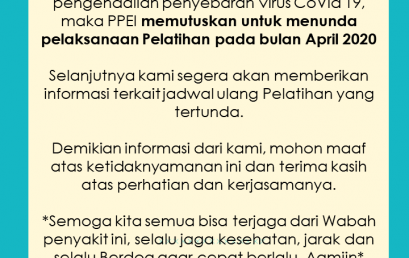 pengendalian penyebaran Virus CoVid 19,
maka PPEI memutuskan untuk menunda
pelaksanaan Pelatihan pada bulan April 2020
Selanjutnya kami segera akan memberikan
informasi terkait jadwal ulang Pelatihan yang
tertunda.
Demikian informasi dari kami, mohon maaf
atas ketidaknyamanan ini dan terima kasih
atas perhatian dan kerjasamanya.
*Semoga kita semua bisa terjaga dari Wabah
penyakit ini, selalu jaga kesehatan, jarak dan
selalu Berdoa agar cepat berlalu. Aamiin*